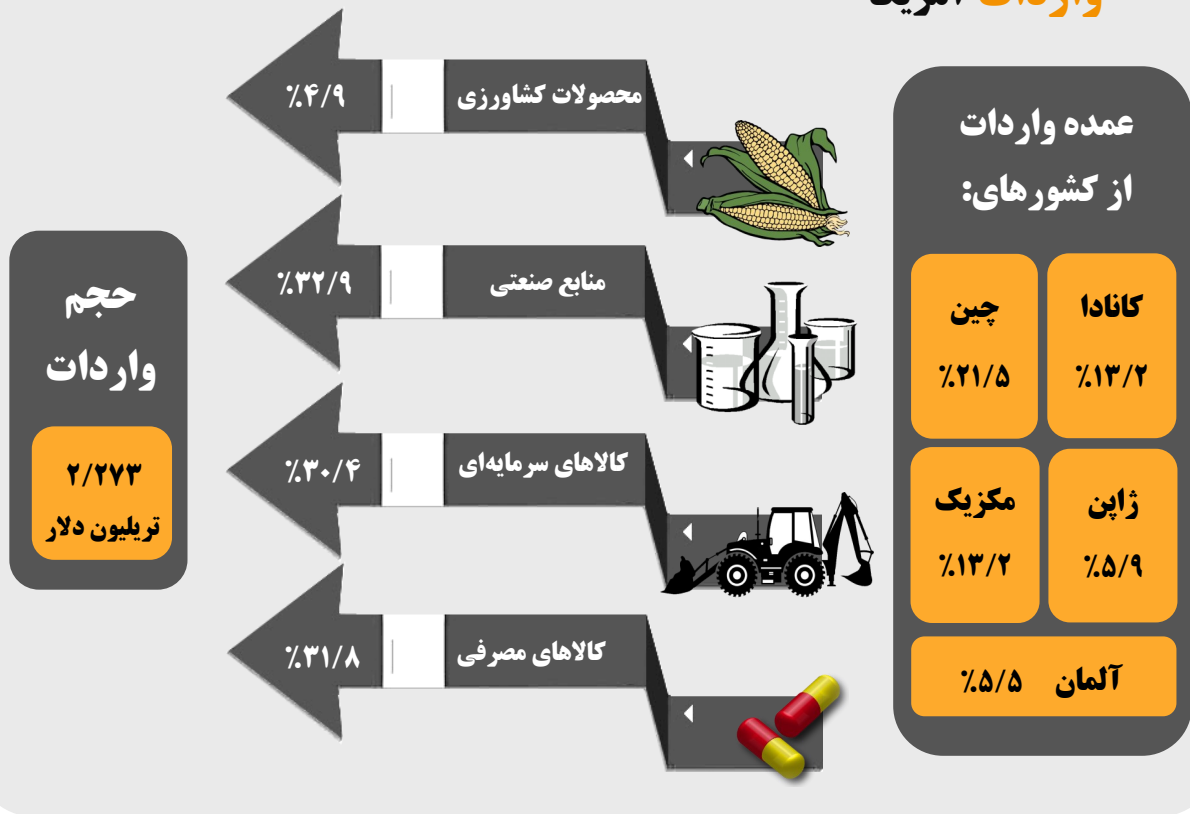 واردات
عمده واردات
از کشورهای:
کانادا
٪۱۳/۲
چین
٪۲۱/۵
ژاپن
٪۵/۹
مکزیک
٪۱۳/۲
آلمان ٪۵/۵
محصولات کشاورزی
٪۴/۹
منابع صنعتی
٪۳۲/۹
کالاهای سرمایه‌ای
٪۳۰/۴
کالاهای مصرفی
٪۳۱/۸
حجم
واردات
۲/۲۷۳
تریلیون دلار